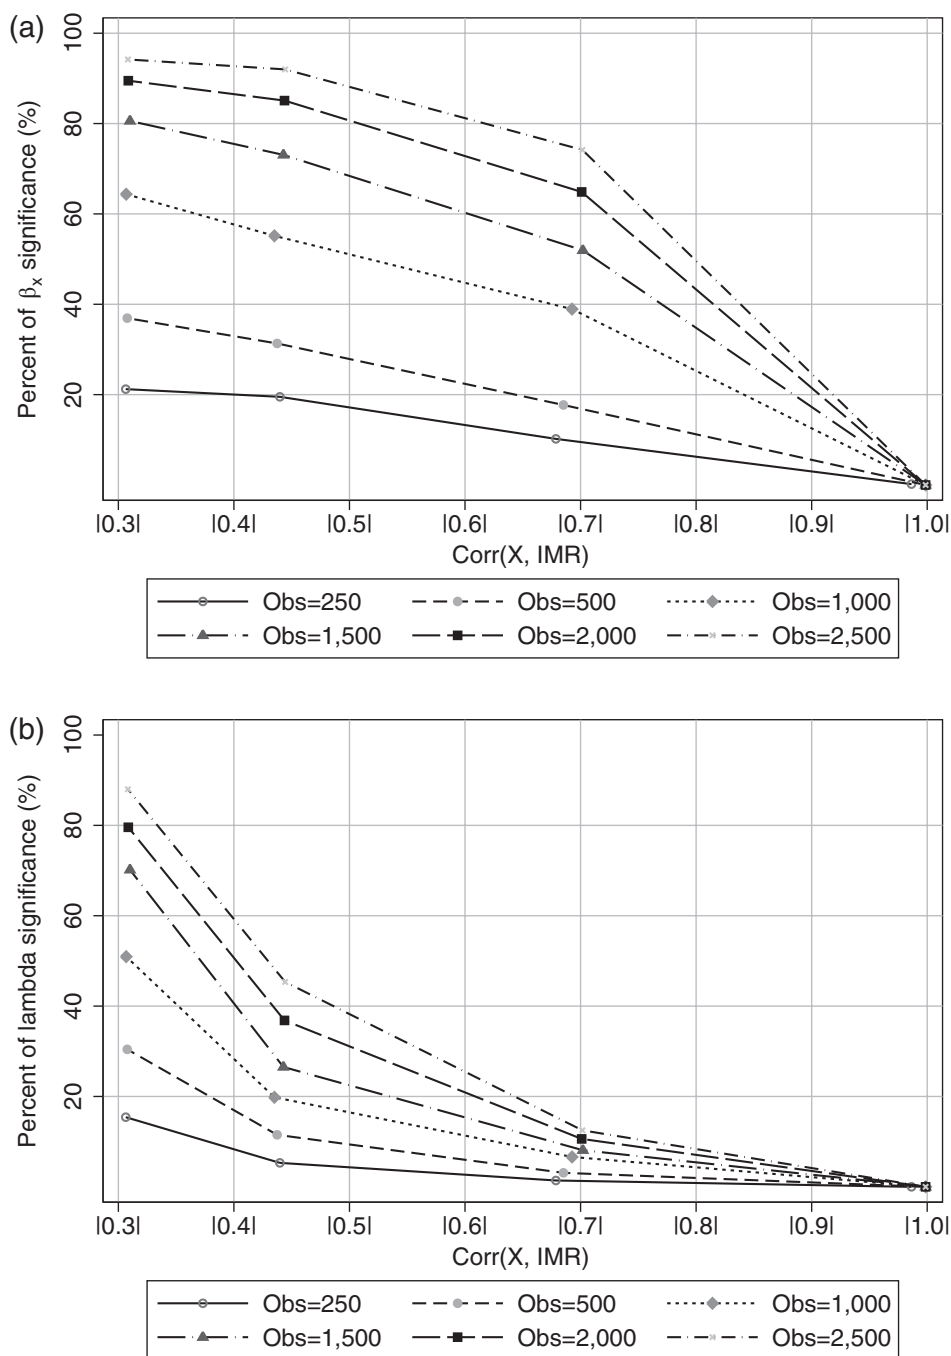 (a)
Percent of βx significance (%)
100
80
60
40
20
|0.3| |0.4| |0.5| |0.6| |0.7| |0.8| |0.9| |1.0|
Corr(X, IMR)
Obs=250 Obs=500 Obs=1,000
Obs=1,500 Obs=2,000 Obs=2,500
(b)
Percent of lambda significance (%)
100
80
60
40
20
|0.3| |0.4| |0.5| |0.6| |0.7| |0.8| |0.9| |1.0|
Corr(X, IMR)
Obs=250 Obs=500 Obs=1,000
Obs=1,500 Obs=2,000 Obs=2,500